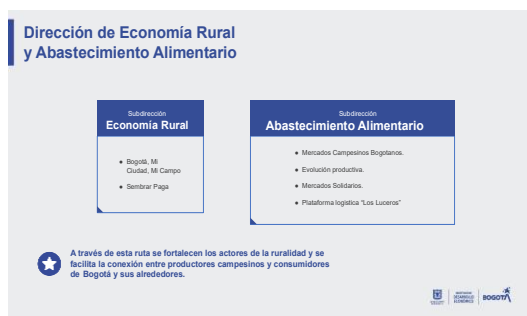 Dirección de Economía Rural
y Abastecimiento Alimentario
Subdirección
Economía Rural
• Bogotá, Mi
Ciudad, Mi Campo
• Sembrar Paga
Subdirección
Abastecimiento Alimentario
• Mercados Campesinos Bogotanos.
• Evolución productiva.
• Mercados Solidarios.
• Plataforma logística "Los Luceros"
A través de esta ruta se fortalecen los actores de la ruralidad y se
facilita la conexión entre productores campesinos y consumidores
de Bogotá y sus alrededores.
DESARROLLO
ECONÓMICO
BOGOTÁ